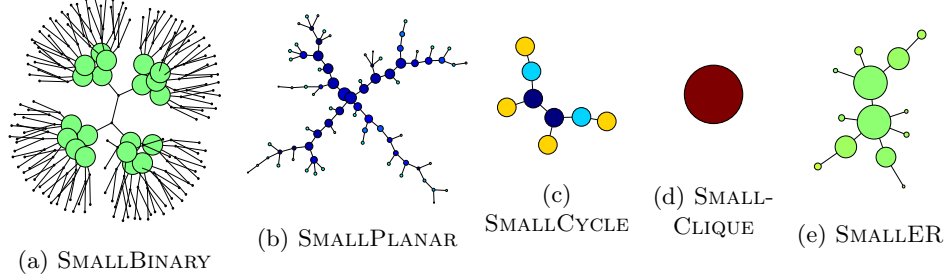 (a) SMALLBINARY
(b) SMALLPLANAR
(c)
SMALLCYCLE
(d) SMALL-
CLIQUE
(e) SMALLER